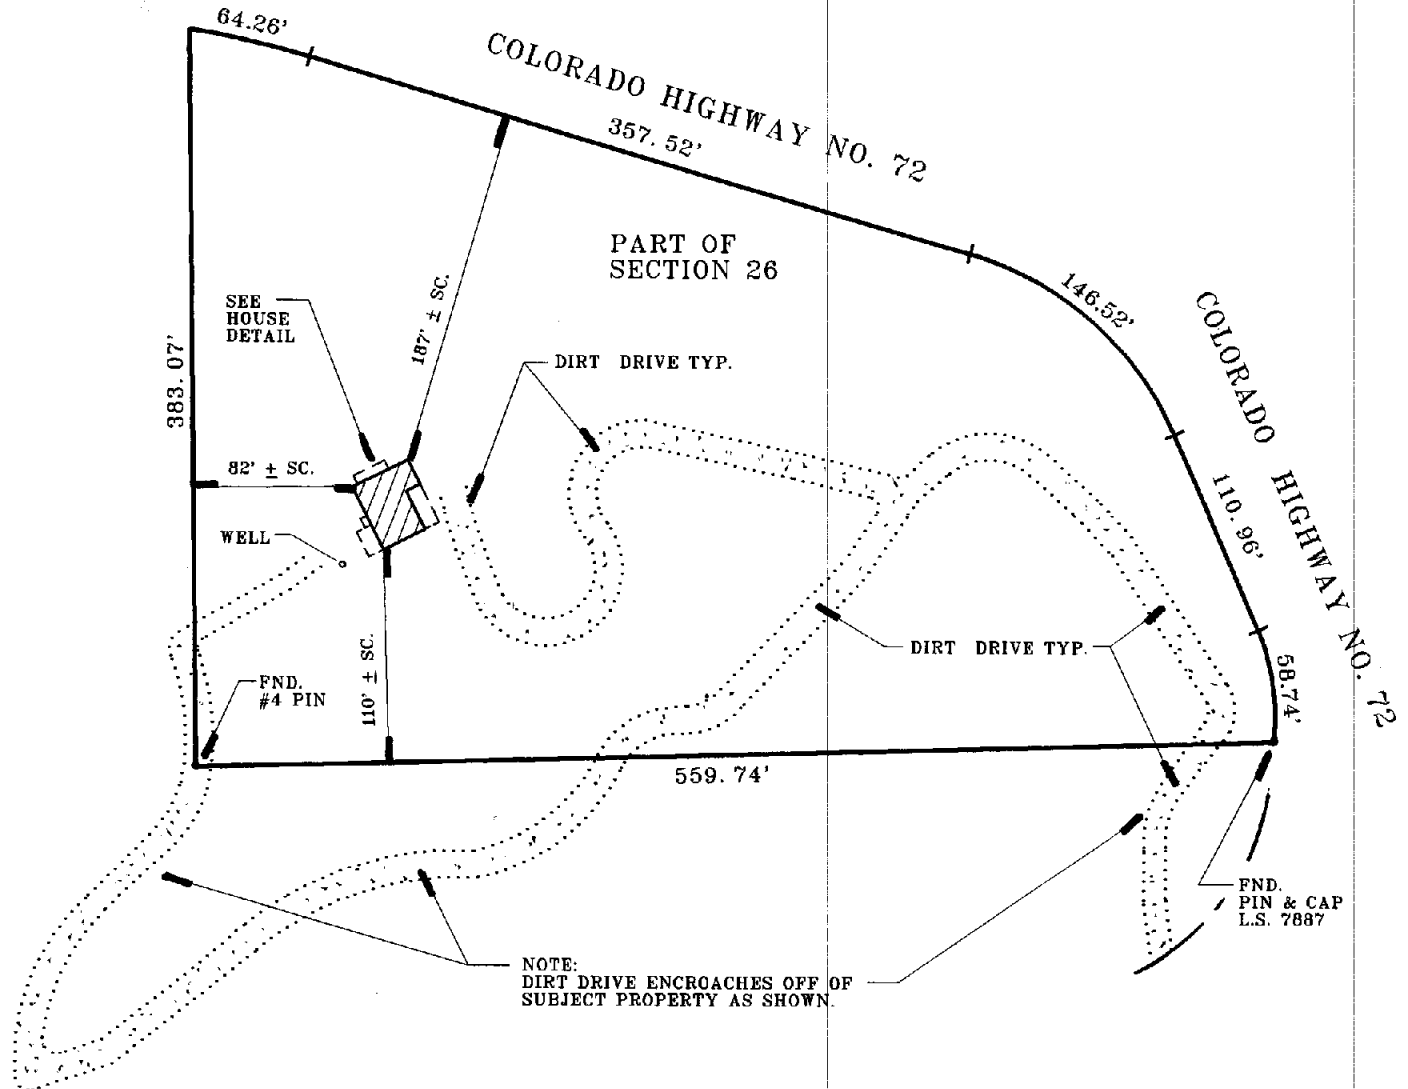 64.26'
COLORADO HIGHWAY NO. 72
357.52'
PART OF
SECTION 26
146.52'
COLORADO HIGHWAY NO. 72
SEE
HOUSE
DETAIL
187' ± SC.
383.07'
DIRT DRIVE TYP.
82' ± SC.
110.96'
WELL
110' ± SC.
DIRT DRIVE TYP.
58.74'
FND.
#4 PIN
559.74'
FND.
PIN & CAP
L.S. 7887
NOTE:
DIRT DRIVE ENCROACHES OFF OF
SUBJECT PROPERTY AS SHOWN.